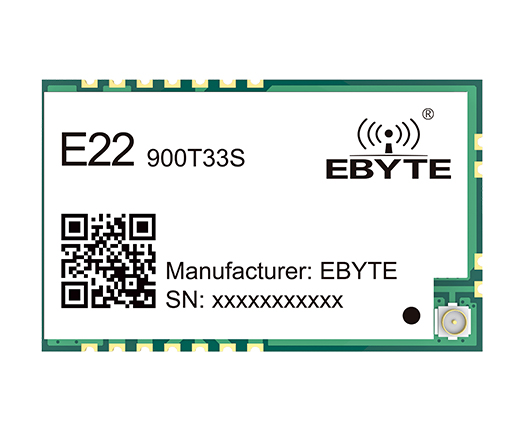 E22 900T33S
®
EBYTE
Manufacturer: EBYTE
SN: xxxxxxxxxxx